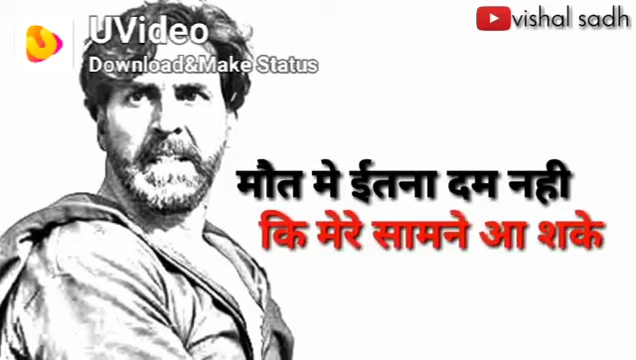 UVideo
Download&Make Status
vishal sadh
मौत मे ईतना दम नही
कि मेरे सामने आ शके